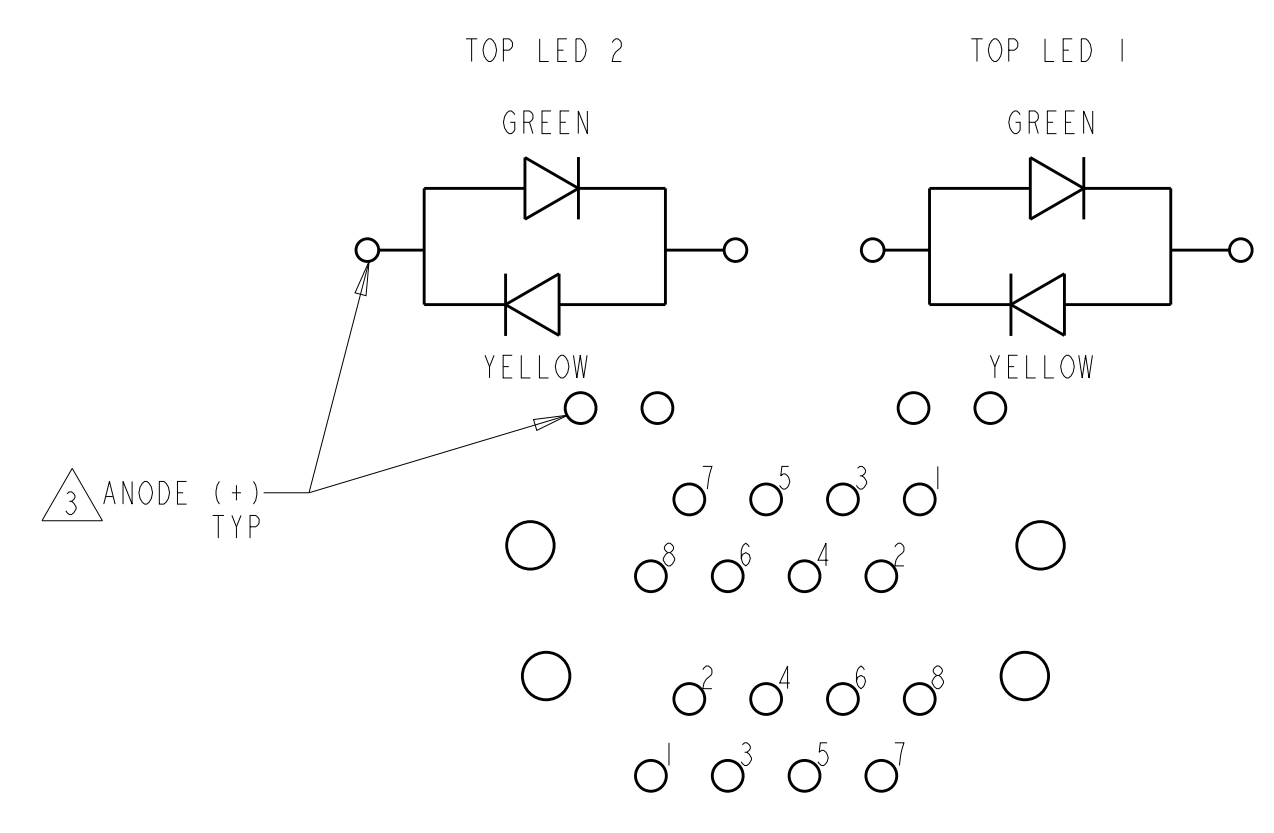 TOP LED 2
TOP LED 1
GREEN
GREEN
YELLOW
YELLOW
3 ANODE (+)
TYP
7 5 3 1
8 6 4 2
2 4 6 8
1 3 5 7